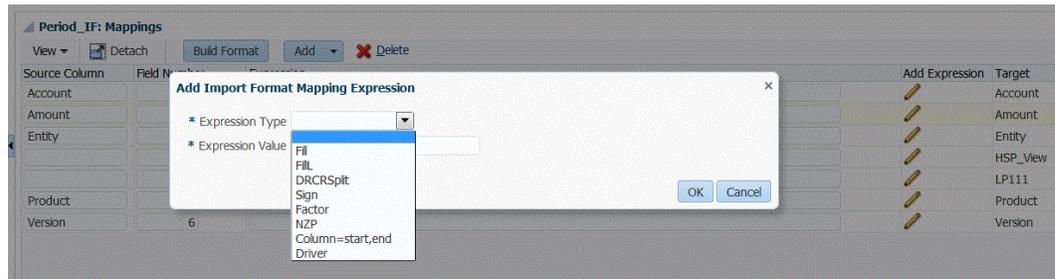 Period_IF: Mappings
View Detach Build Format Add Delete
Source Column Field Number Expression Add Expression Target
Account Account
Amount Amount
Entity Entity
HSP_View
LP111
Product Product
Version 6 Version
Add Import Format Mapping Expression ×
* Expression Type
* Expression Value
Fill
FillL
DRCRSplit
Sign
Factor
NZP
Column=start,end
Driver
OK Cancel